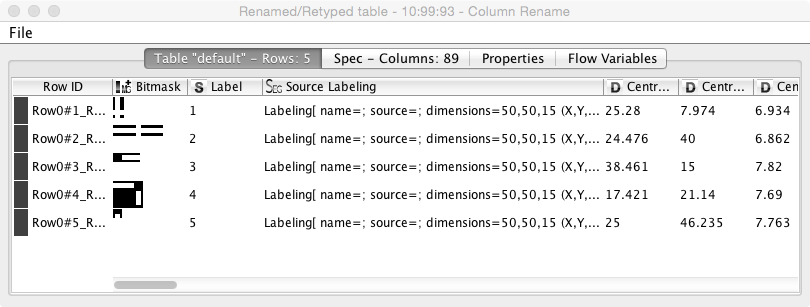 Renamed/Retyped table - 10:99:93 - Column Rename
File
Table "default" - Rows: 5 Spec - Columns: 89 Properties Flow Variables
Row ID Bitmask S Label SEG Source Labeling D Centr... D Centr... D Cen
Row0#1_R... 1 Labeling[ name=; source=; dimensions=50,50,15 (X,Y,... 25.28 7.974 6.934
Row0#2_R... 2 Labeling[ name=; source=; dimensions=50,50,15 (X,Y,... 24.476 40 6.862
Row0#3_R... 3 Labeling[ name=; source=; dimensions=50,50,15 (X,Y,... 38.461 15 7.82
Row0#4_R... 4 Labeling[ name=; source=; dimensions=50,50,15 (X,Y,... 17.421 21.14 7.69
Row0#5_R... 5 Labeling[ name=; source=; dimensions=50,50,15 (X,Y,... 25 46.235 7.763